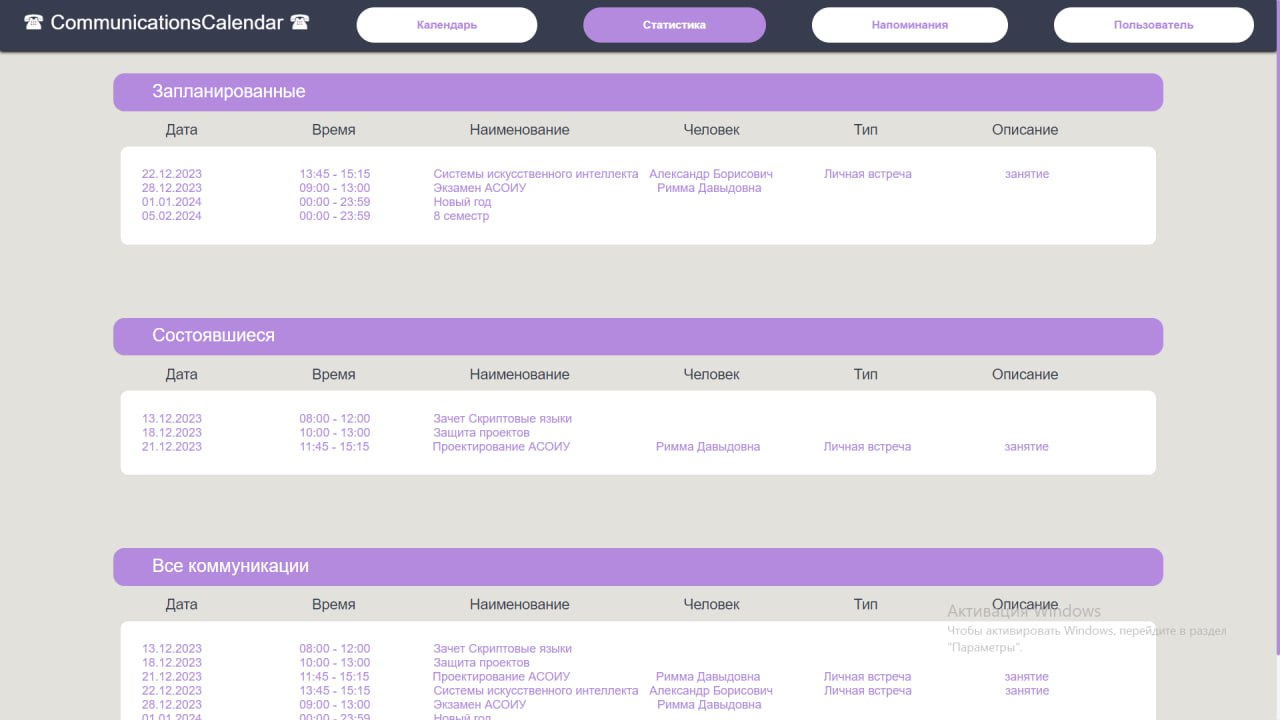 ☎ CommunicationsCalendar ☎ Календарь Статистика Напоминания Пользователь
Запланированные
Дата Время Наименование Человек Тип Описание
22.12.2023 13:45 - 15:15 Системы искусственного интеллекта Александр Борисович Личная встреча занятие
28.12.2023 09:00 - 13:00 Экзамен АСОИУ Римма Давыдовна
01.01.2024 00:00 - 23:59 Новый год
05.02.2024 00:00 - 23:59 8 семестр
Состоявшиеся
Дата Время Наименование Человек Тип Описание
13.12.2023 08:00 - 12:00 Зачет Скриптовые языки
18.12.2023 10:00 - 13:00 Защита проектов
21.12.2023 11:45 - 15:15 Проектирование АСОИУ Римма Давыдовна Личная встреча занятие
Все коммуникации
Дата Время Наименование Человек Тип Описание
Активация Windows
Чтобы активировать Windows, перейдите в раздел
"Параметры".
13.12.2023 08:00 - 12:00 Зачет Скриптовые языки
18.12.2023 10:00 - 13:00 Защита проектов
21.12.2023 11:45 - 15:15 Проектирование АСОИУ Римма Давыдовна Личная встреча занятие
22.12.2023 13:45 - 15:15 Системы искусственного интеллекта Александр Борисович Личная встреча занятие
28.12.2023 09:00 - 13:00 Экзамен АСОИУ Римма Давыдовна
01.01.2024 00:00 - 23:59 Новый год